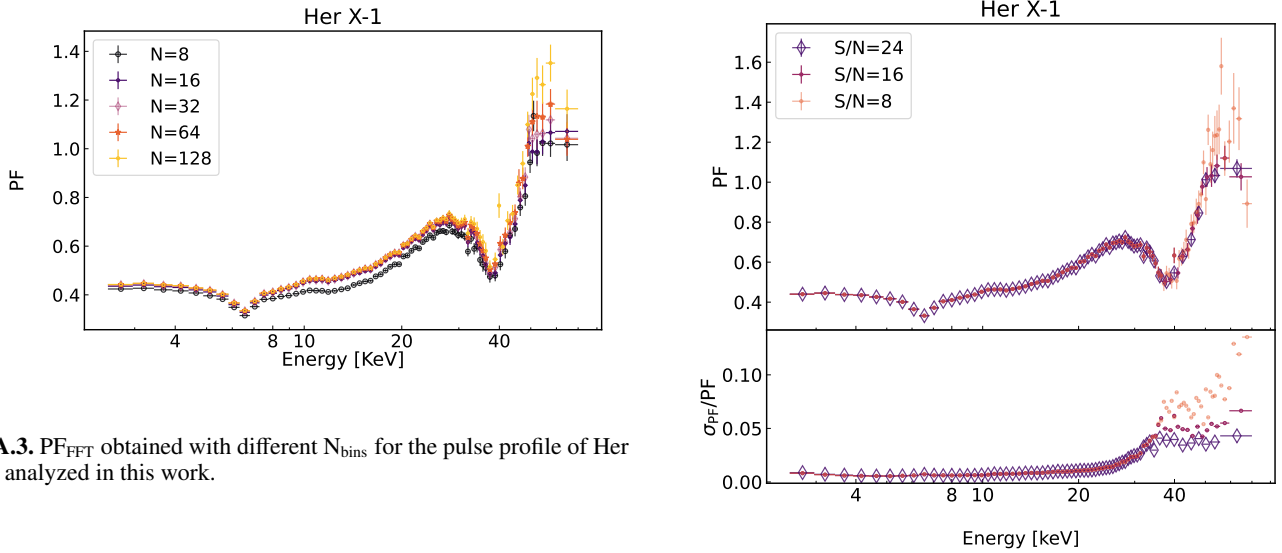 Her X-1
PF
1.4
1.2
1.0
0.8
0.6
0.4
N=8
N=16
N=32
N=64
N=128
4 8 10 20 40
Energy [KeV]
A.3. PFFFT obtained with different Nbins for the pulse profile of Her
analyzed in this work.
Her X-1
PF
1.6
1.4
1.2
1.0
0.8
0.6
0.4
S/N=24
S/N=16
S/N=8
σPF/PF
0.10
0.05
0.00
4 8 10 20 40
Energy [keV]